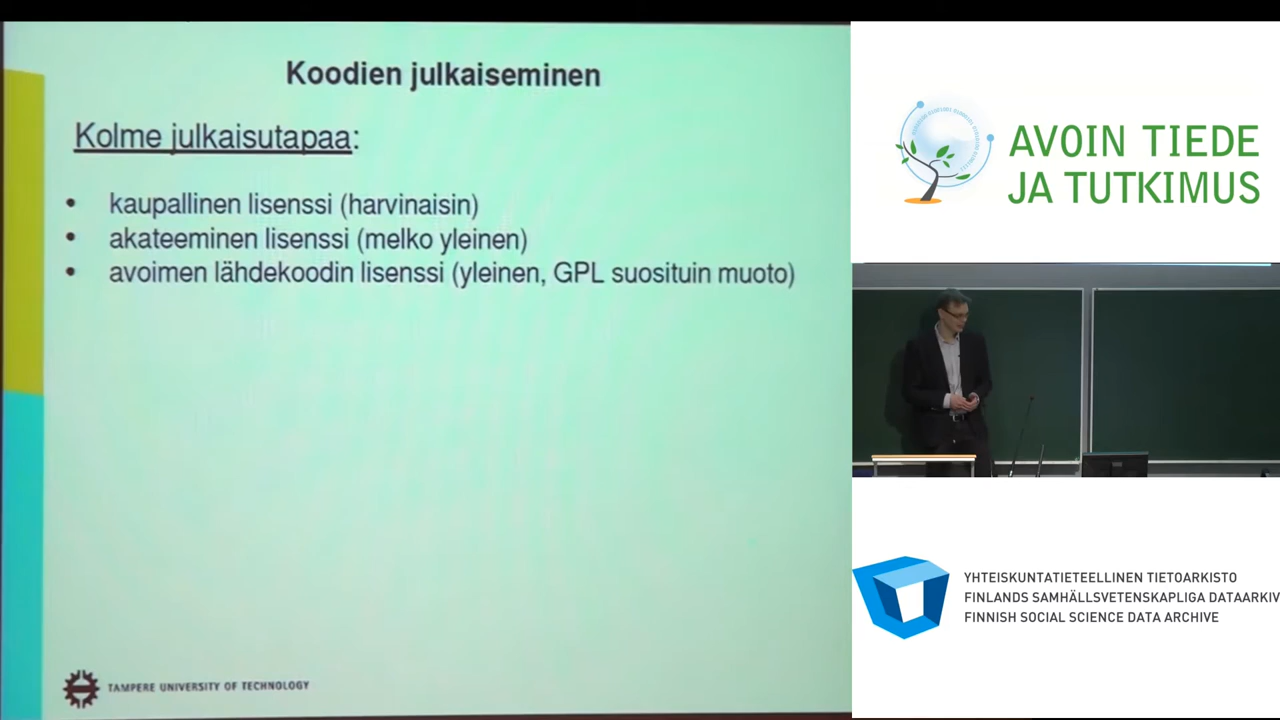 Koodien julkaiseminen
Kolme julkaisutapaa:
• kaupallinen lisenssi (harvinaisin)
• akateeminen lisenssi (melko yleinen)
• avoimen lähdekoodin lisenssi (yleinen, GPL suosituin muoto)
TAMPERE UNIVERSITY OF TECHNOLOGY
AVOIN TIEDE
JA TUTKIMUS
YHTEISKUNTATIETEELLINEN TIETOARKISTO
FINLANDS SAMHÄLLSVETENSKAPLIGA DATAARKIV
FINNISH SOCIAL SCIENCE DATA ARCHIVE